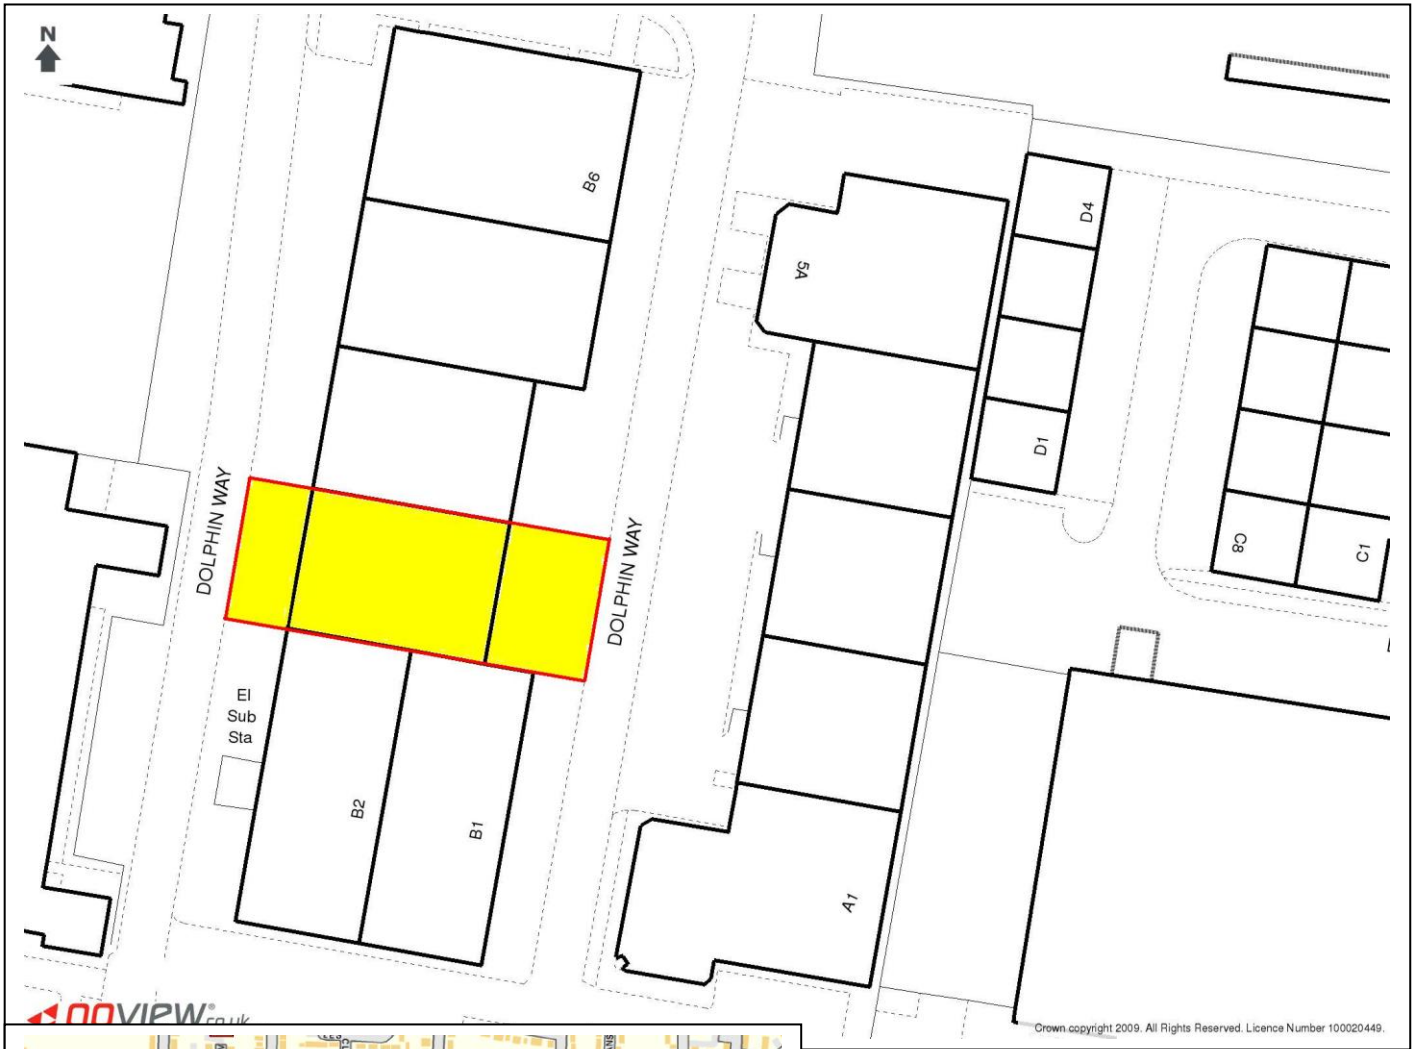 N
B6
D4
5A
D1
DOLPHIN WAY
DOLPHIN WAY
C8
C1
El
Sub
Sta
B2
B1
A1
Crown copyright 2009. All Rights Reserved. Licence Number 100020449.